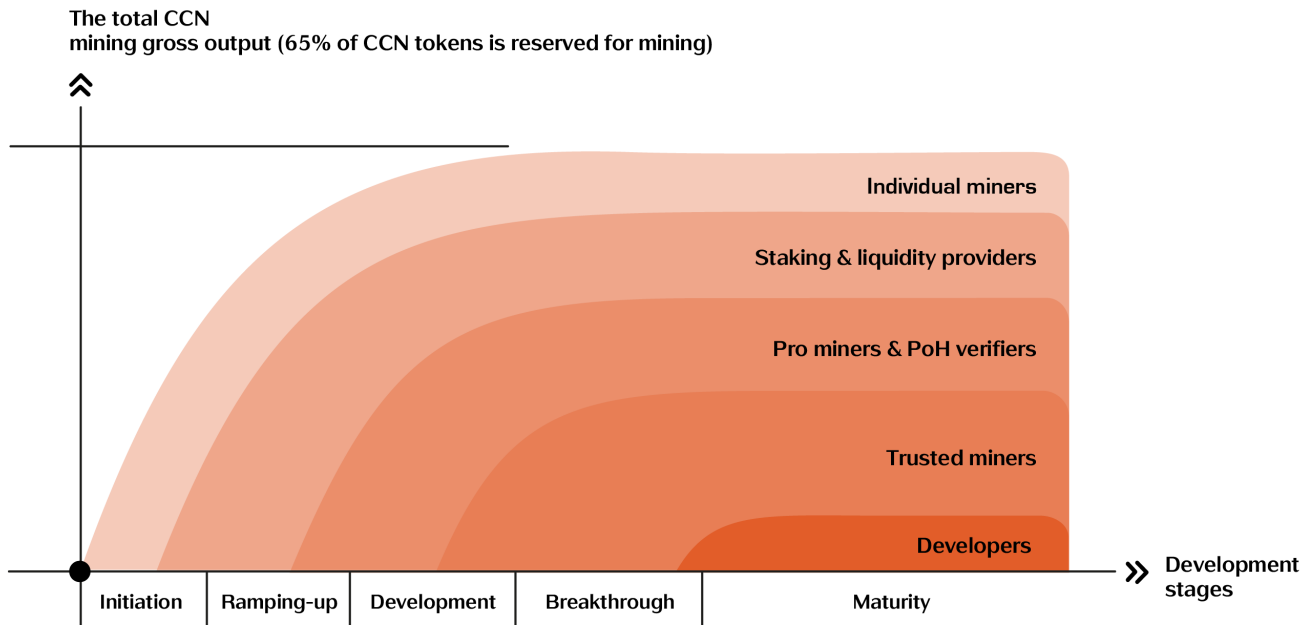 The total CCN
mining gross output (65% of CCN tokens is reserved for mining)
Individual miners
Staking & liquidity providers
Pro miners & PoH verifiers
Trusted miners
Developers
Development
stages
Initiation
Ramping-up
Development
Breakthrough
Maturity